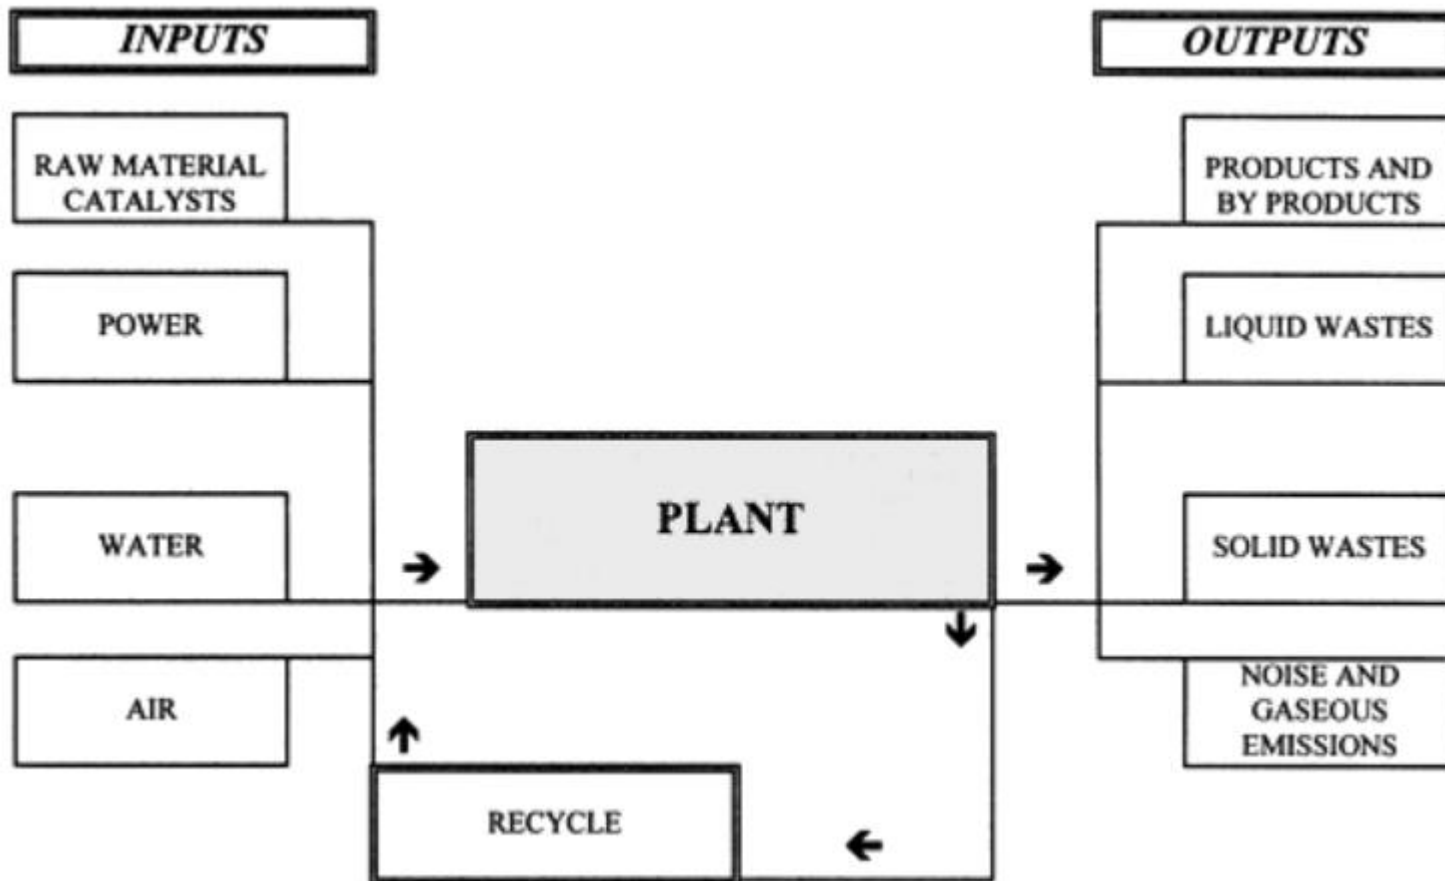 INPUTS
OUTPUTS
RAW MATERIAL
CATALYSTS
PRODUCTS AND
BY PRODUCTS
POWER
LIQUID WASTES
PLANT
WATER
SOLID WASTES
AIR
NOISE AND
GASEOUS
EMISSIONS
RECYCLE